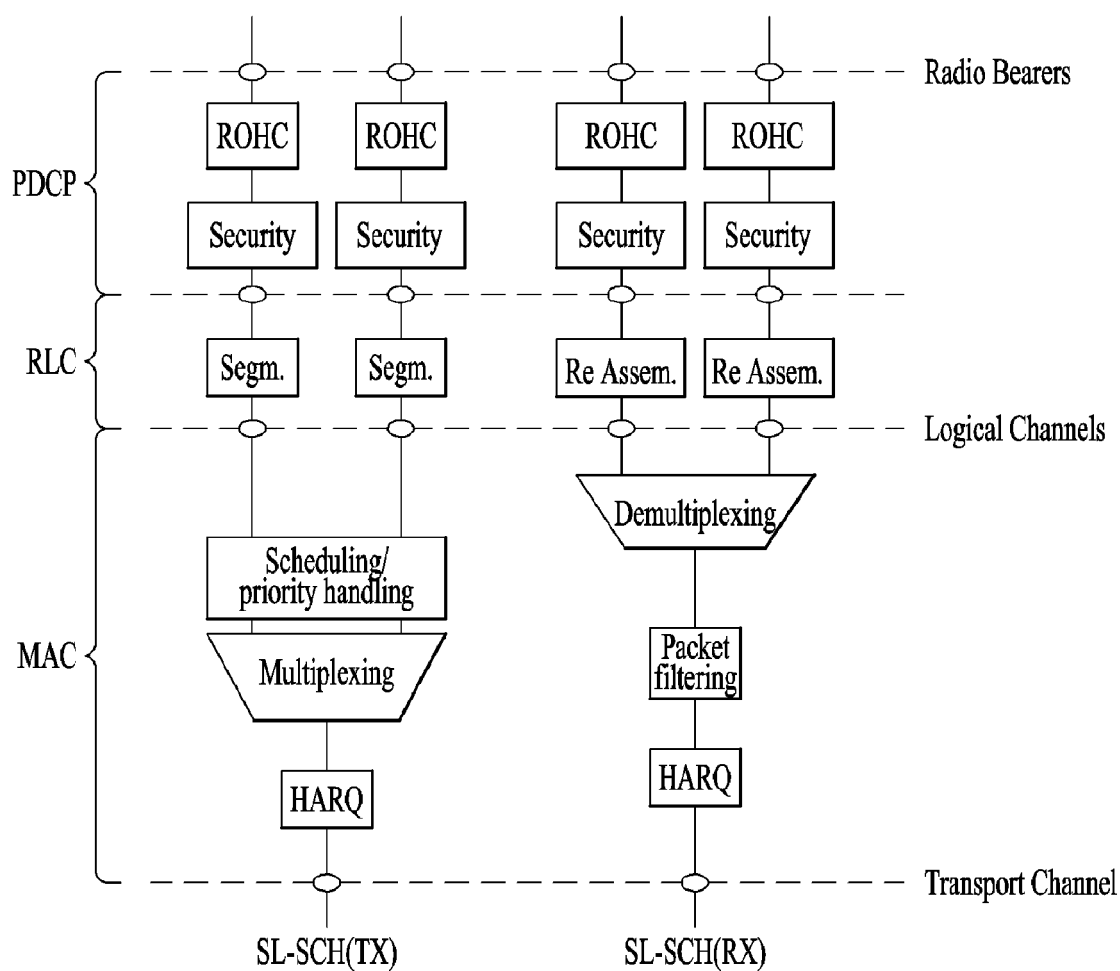 Radio Bearers
ROHC
ROHC
ROHC
ROHC
PDCP
Security
Security
Security
Security
RLC
Segm.
Segm.
Re Assem.
Re Assem.
Logical Channels
Demultiplexing
Scheduling/
priority handling
MAC
Multiplexing
Packet
filtering
HARQ
HARQ
Transport Channel
SL-SCH(TX)
SL-SCH(RX)